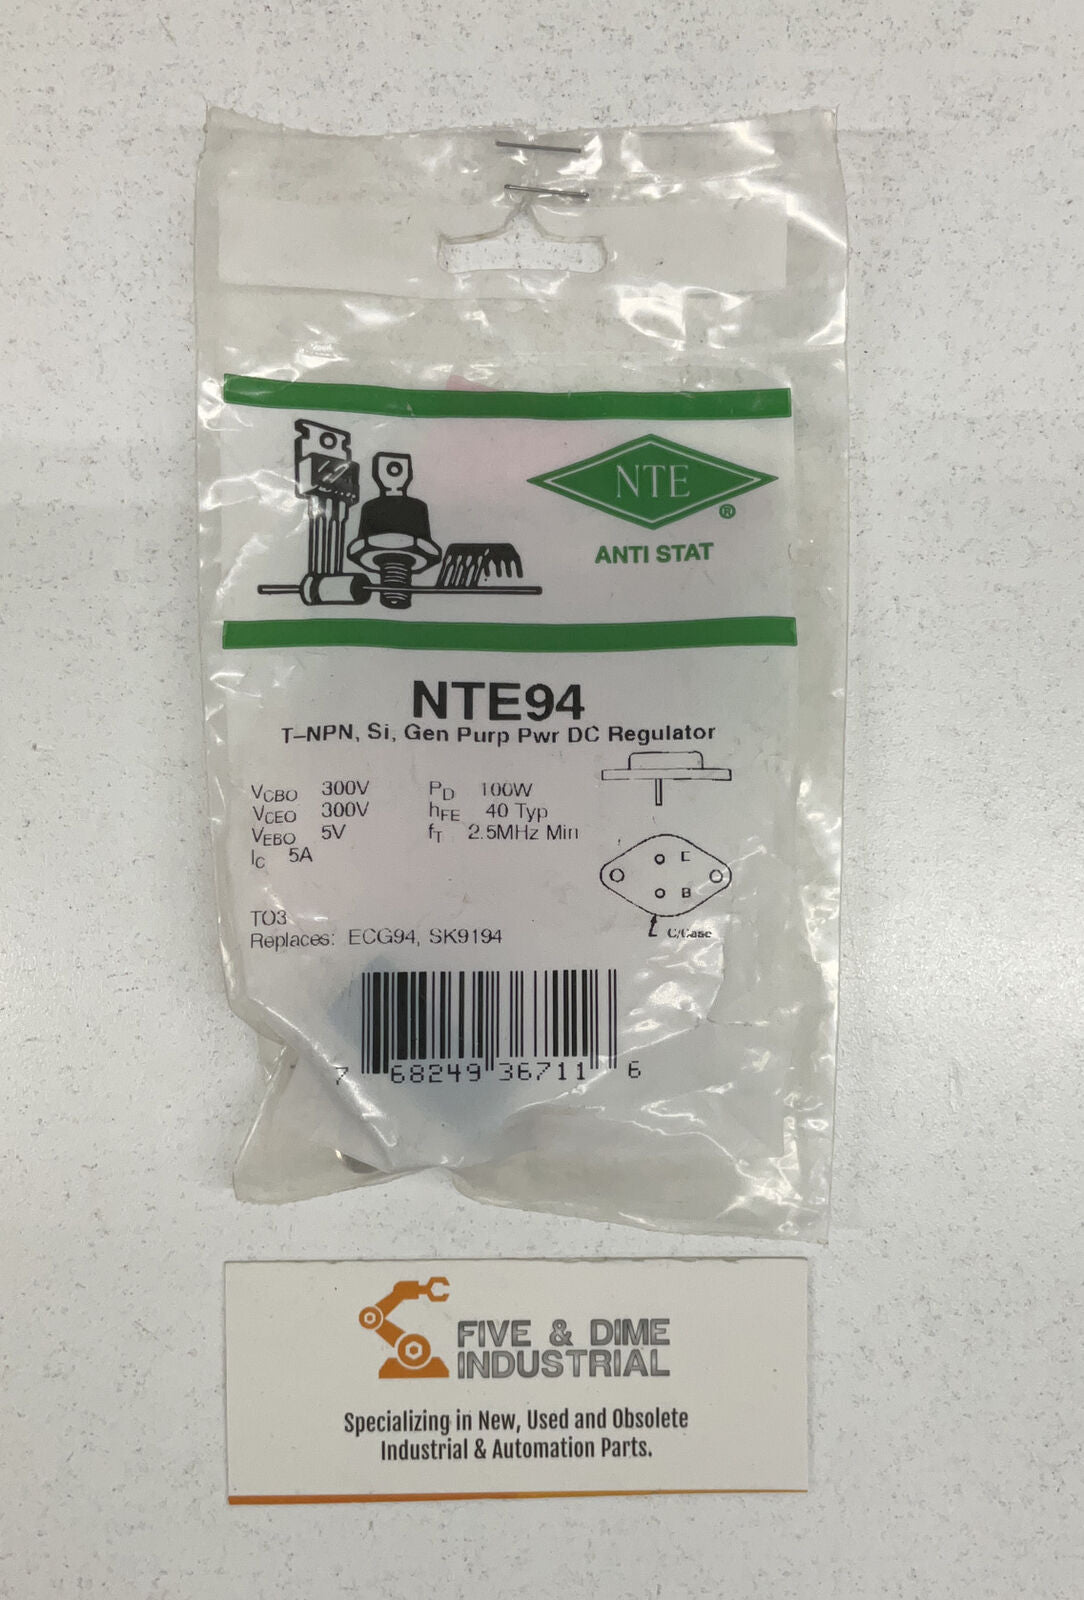 NTE
®
ANTI STAT
NTE94
T-NPN, Si, Gen Purp Pwr DC Regulator
VCBO 300V PD 100W
VCEO 300V hFE 40 Typ
VEBO 5V fT 2.5MHz Min
IC 5A
E
B
C/Case
TO3
Replaces: ECG94, SK9194
7 68249 36711 6
FIVE & DIME
INDUSTRIAL
Specializing in New, Used and Obsolete
Industrial & Automation Parts.